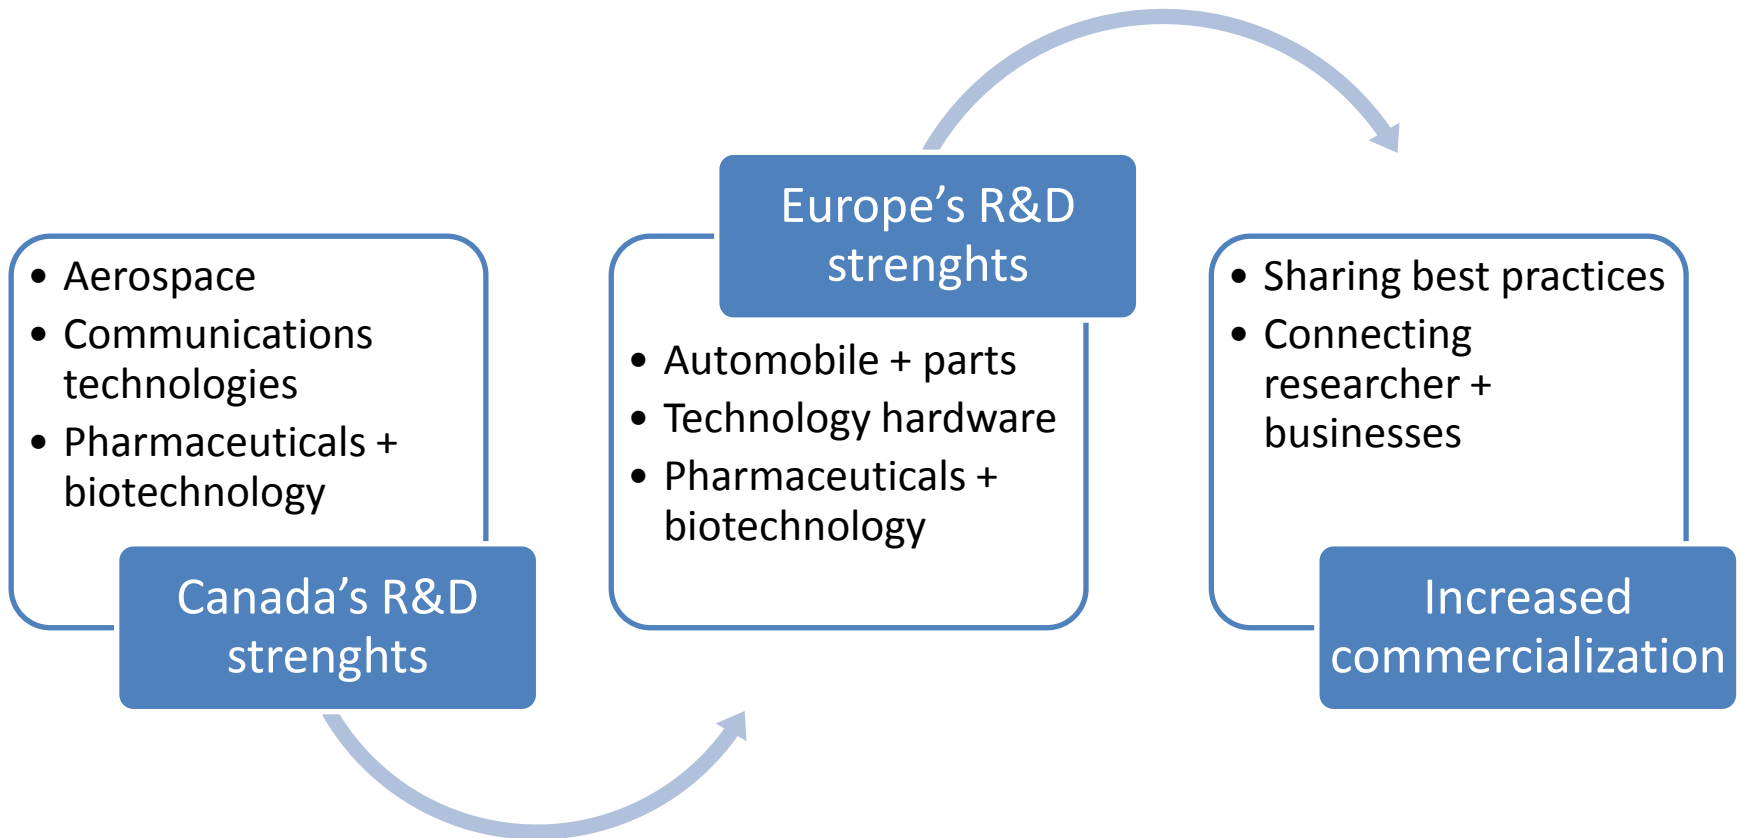 • Aerospace
• Communications
technologies
• Pharmaceuticals +
biotechnology
Canada’s R&D
strenghts
Europe’s R&D
strenghts
• Automobile + parts
• Technology hardware
• Pharmaceuticals +
biotechnology
• Sharing best practices
• Connecting
researcher +
businesses
Increased
commercialization